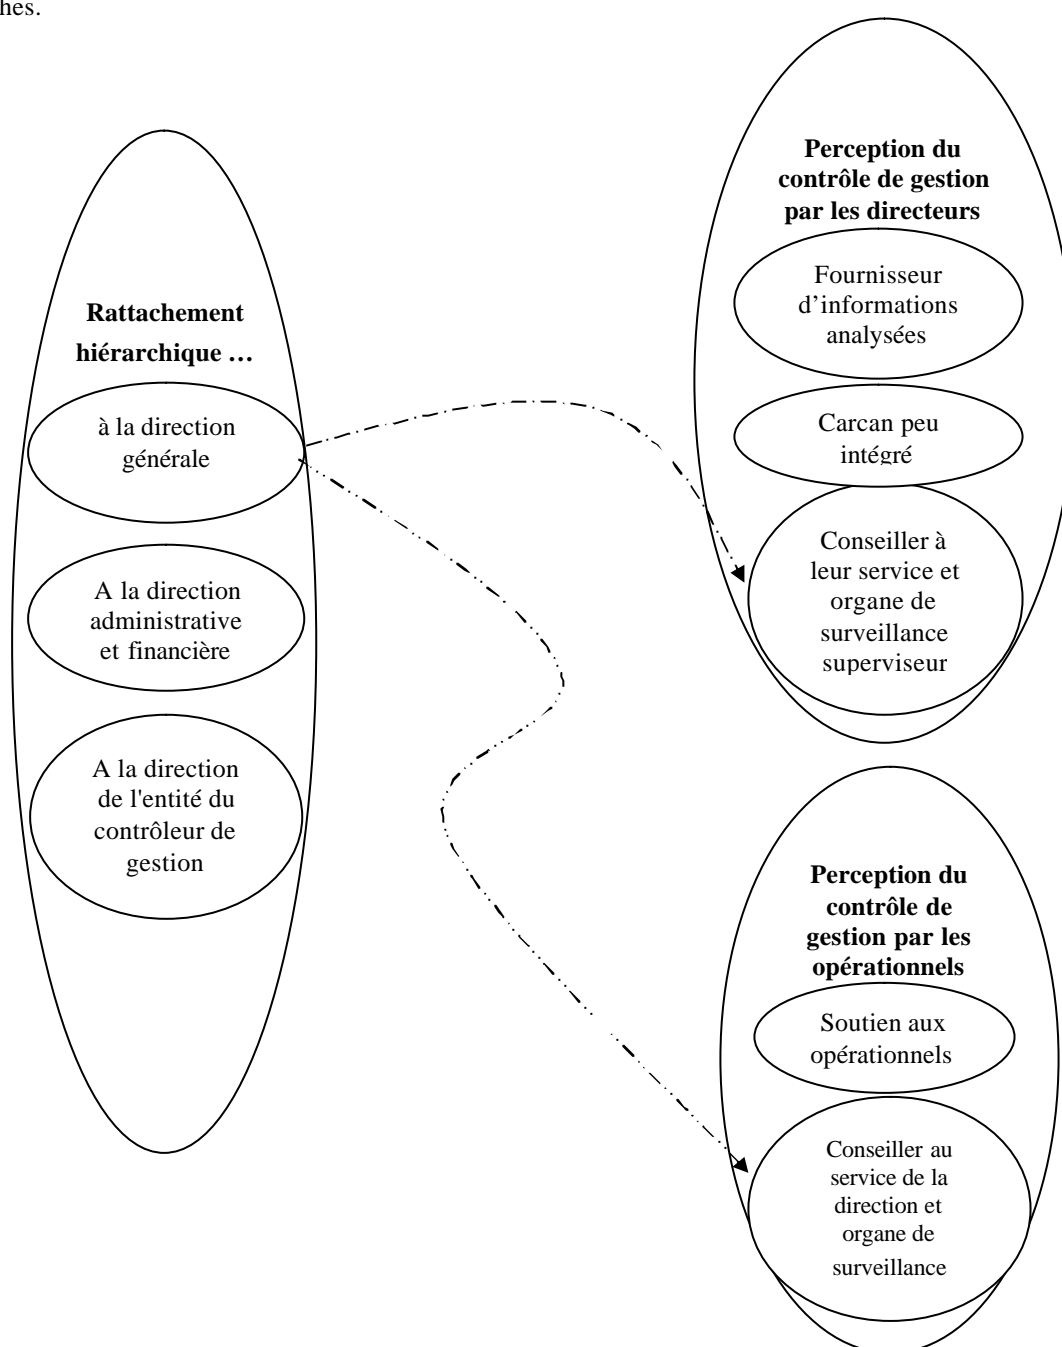 hes.
Rattachement
hiérarchique …
à la direction
générale
A la direction
administrative
et financière
A la direction
de l'entité du
contrôleur de
gestion
Perception du
contrôle de gestion
par les directeurs
Fournisseur
d’informations
analysées
Carcan peu
intégré
Conseiller à
leur service et
organe de
surveillance
superviseur
Perception du
contrôle de
gestion par les
opérationnels
Soutien aux
opérationnels
Conseiller au
service de la
direction et
organe de
surveillance